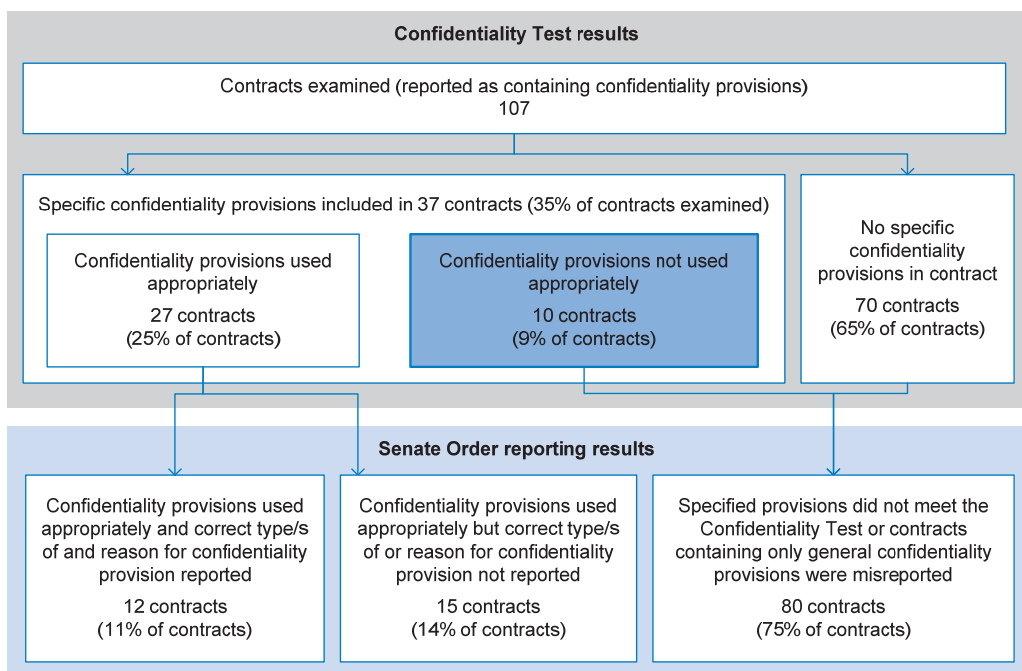 Confidentiality Test results
Contracts examined (reported as containing confidentiality provisions)
107
Specific confidentiality provisions included in 37 contracts (35% of contracts examined)
Confidentiality provisions used
appropriately
27 contracts
(25% of contracts)
Confidentiality provisions not used
appropriately
10 contracts
(9% of contracts)
No specific
confidentiality
provisions in contract
70 contracts
(65% of contracts)
Senate Order reporting results
Confidentiality provisions used
appropriately and correct type/s
of and reason for confidentiality
provision reported
12 contracts
(11% of contracts)
Confidentiality provisions used
appropriately but correct type/s
of or reason for confidentiality
provision not reported
15 contracts
(14% of contracts)
Specified provisions did not meet the
Confidentiality Test or contracts
containing only general confidentiality
provisions were misreported
80 contracts
(75% of contracts)